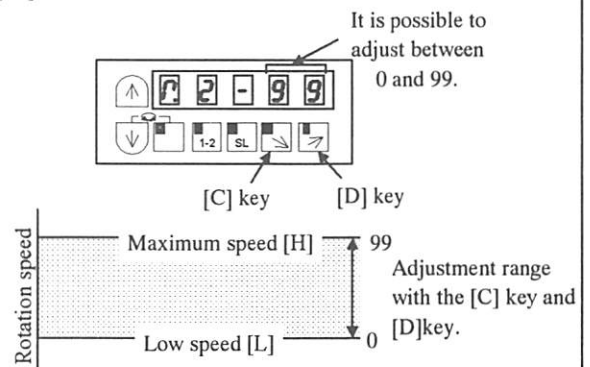 It is possible to
adjust between
0 and 99.
2 - 9 9
1-2
SL
[C] key
[D] key
Maximum speed [H]
99
Rotation speed
Adjustment range
with the [C] key and
[D]key.
Low speed [L]
0